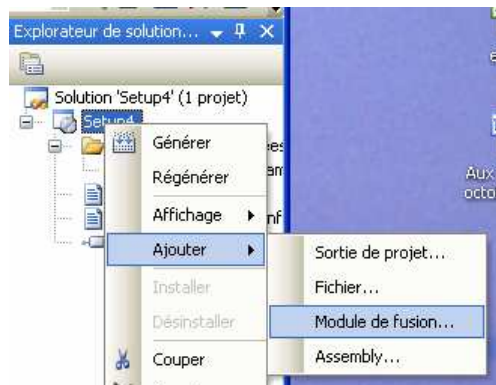 Explorateur de solution...
Solution 'Setup4' (1 projet)
Setup4
Générer
Régénérer
Affichage
Ajouter
Sortie de projet...
Fichier...
Installer
Désinstaller
Module de fusion...
Couper
Assembly...
Aux
octo